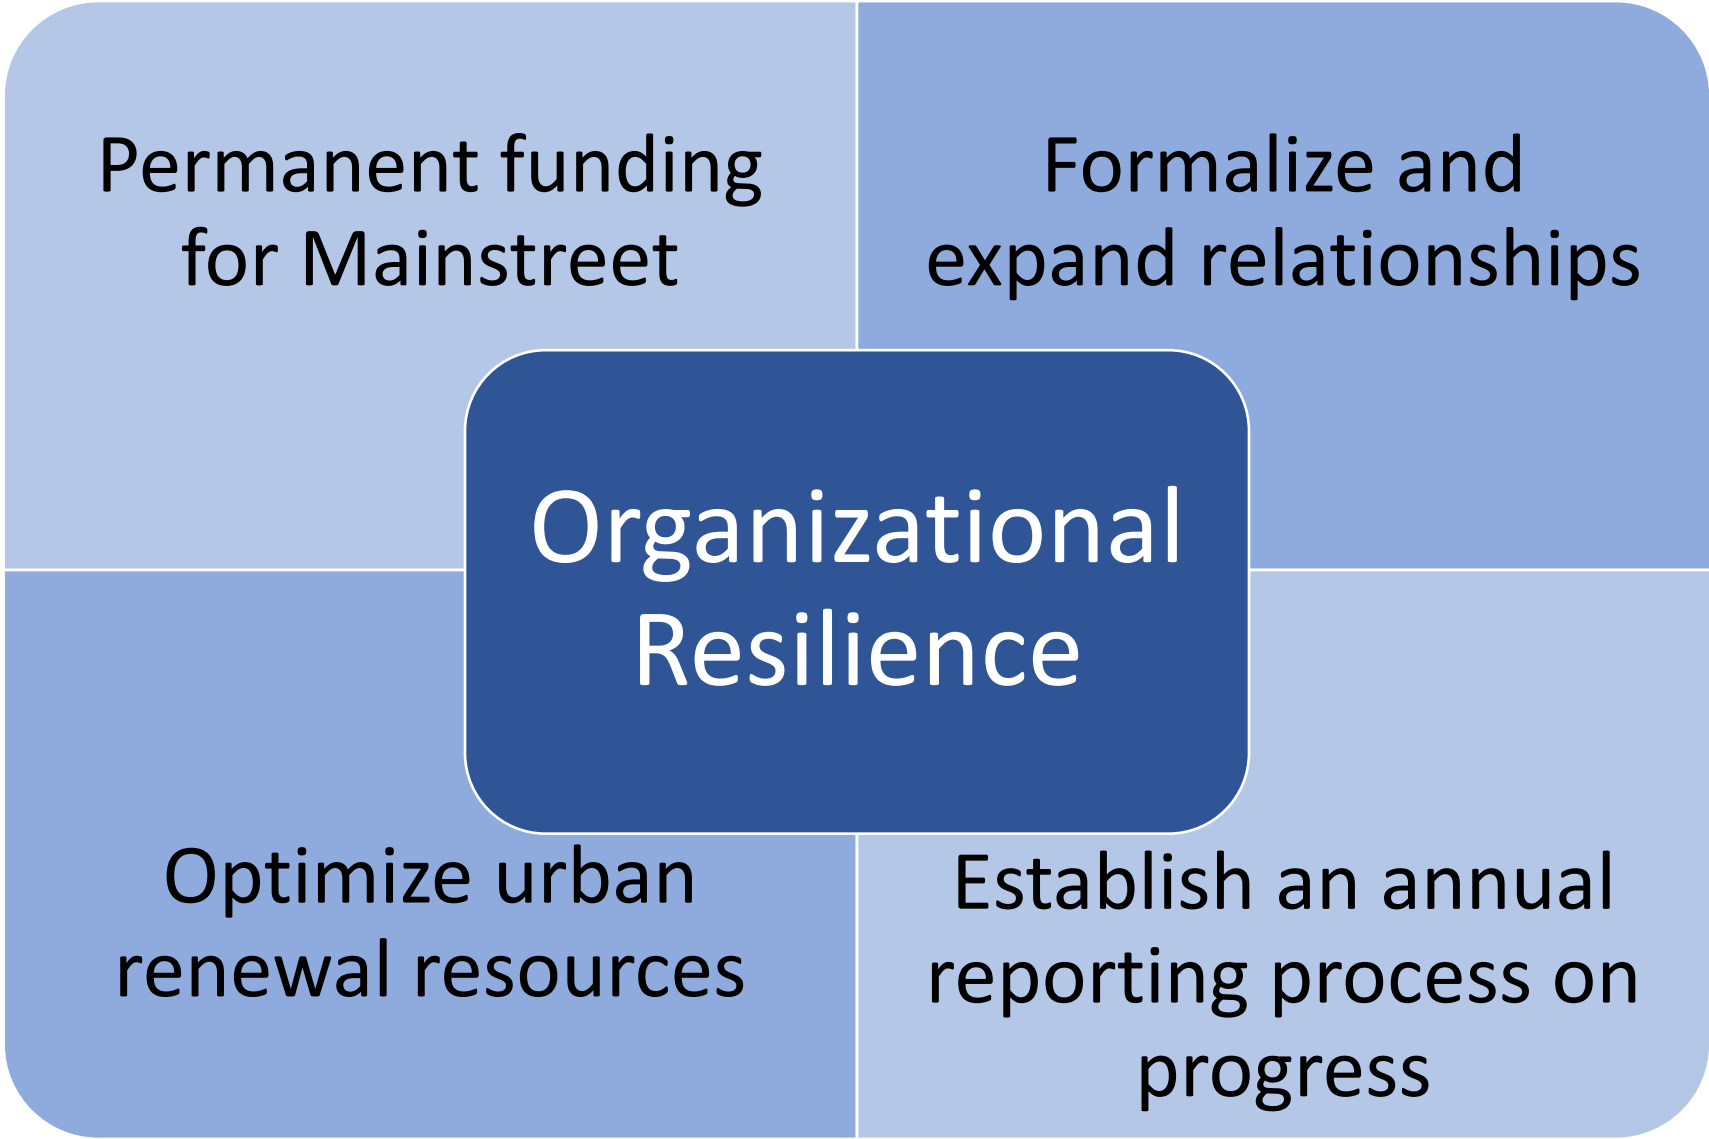 Permanent funding
for Mainstreet
Formalize and
expand relationships
Organizational
Resilience
Optimize urban
renewal resources
Establish an annual
reporting process on
progress